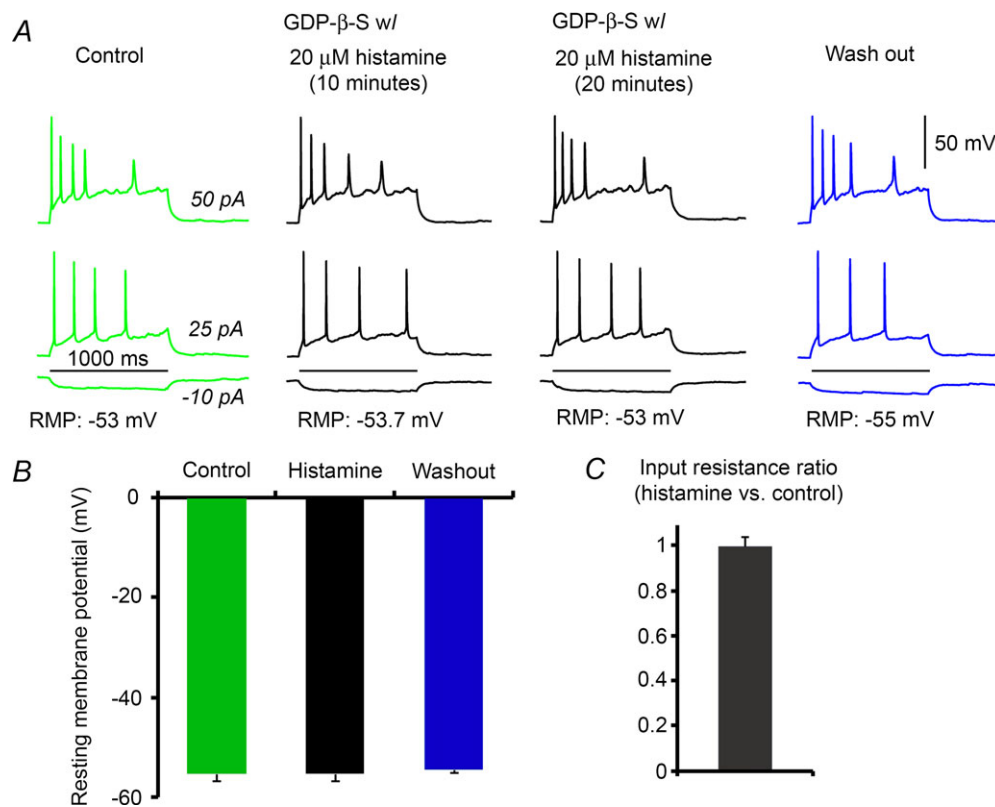 A
Control
GDP-β-S w/
20 μM histamine
(10 minutes)
GDP-β-S w/
20 μM histamine
(20 minutes)
Wash out
50 mV
50 pA
25 pA
1000 ms
-10 pA
RMP: -53 mV
RMP: -53.7 mV
RMP: -53 mV
RMP: -55 mV
B
Control
Histamine
Washout
Resting membrane potential (mV)
0
-20
-40
-60
C
Input resistance ratio
(histamine vs. control)
1
0.8
0.6
0.4
0.2
0